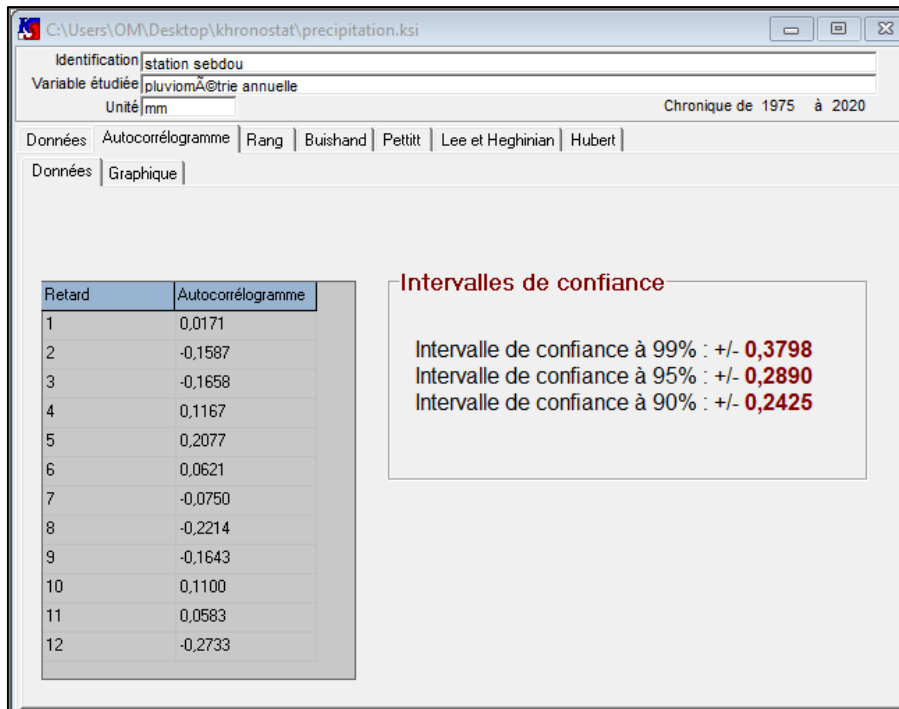 C:\Users\OM\Desktop\khronostat\precipitation.ksi
Identification station sebdou
Variable étudiée pluviomÃ©trie annuelle
Unité mm Chronique de 1975 à 2020
Données Autocorrélogramme Rang Buishand Pettitt Lee et Heghinian Hubert
Données Graphique
Retard Autocorrélogramme
1 0,0171
2 -0,1587
3 -0,1658
4 0,1167
5 0,2077
6 0,0621
7 -0,0750
8 -0,2214
9 -0,1643
10 0,1100
11 0,0583
12 -0,2733
Intervalles de confiance
Intervalle de confiance à 99% : +/- 0,3798
Intervalle de confiance à 95% : +/- 0,2890
Intervalle de confiance à 90% : +/- 0,2425